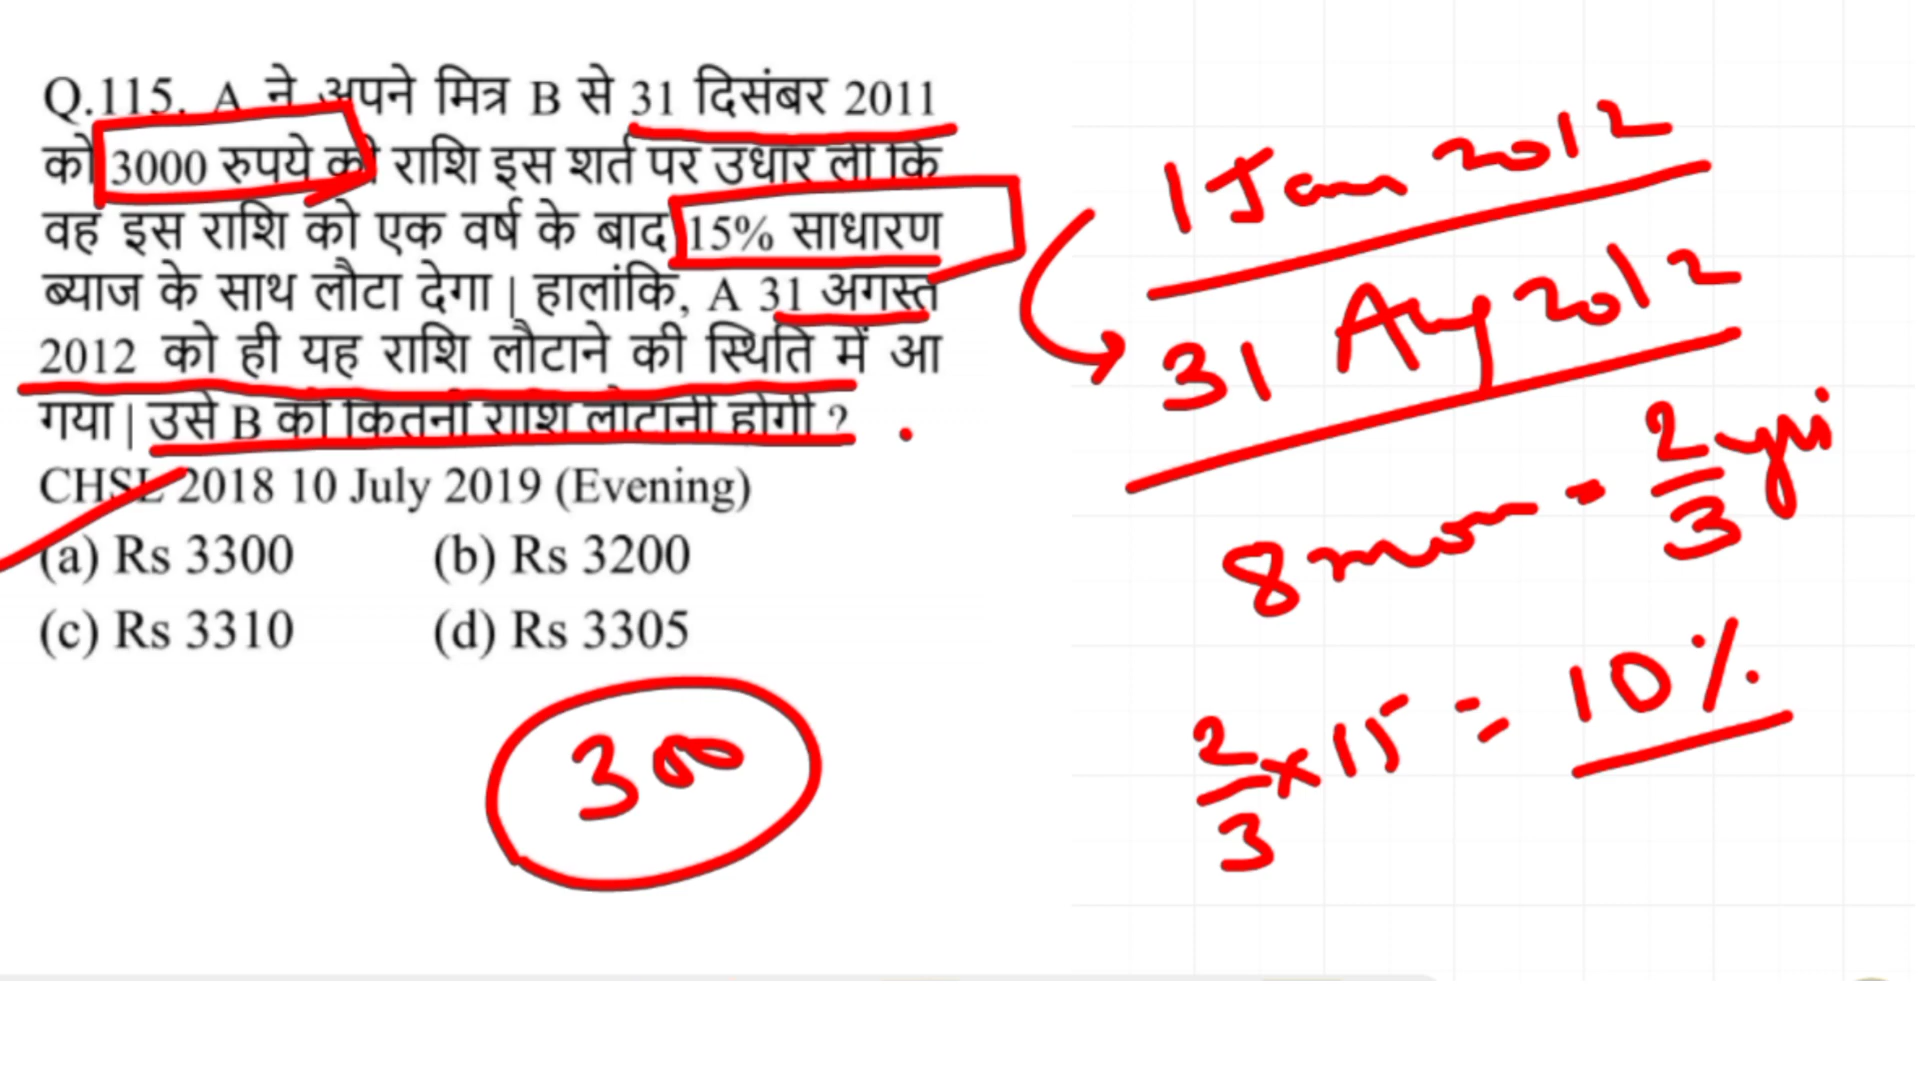 Q.115. A ने अपने मित्र B से 31 दिसंबर 2011
को 3000 रुपये की राशि इस शर्त पर उधार ली कि
वह इस राशि को एक वर्ष के बाद 15% साधारण
ब्याज के साथ लौटा देगा | हालांकि, A 31 अगस्त
2012 को ही यह राशि लौटाने की स्थिति में आ
गया | उसे B को कितनी राशि लौटानी होगी ?
CHSL 2018 10 July 2019 (Evening)
(a) Rs 3300 (b) Rs 3200
(c) Rs 3310 (d) Rs 3305
300
1 Jan 2012
31 Aug 2012
8 mon = 2/3 yrs
2/3 × 15 = 10%